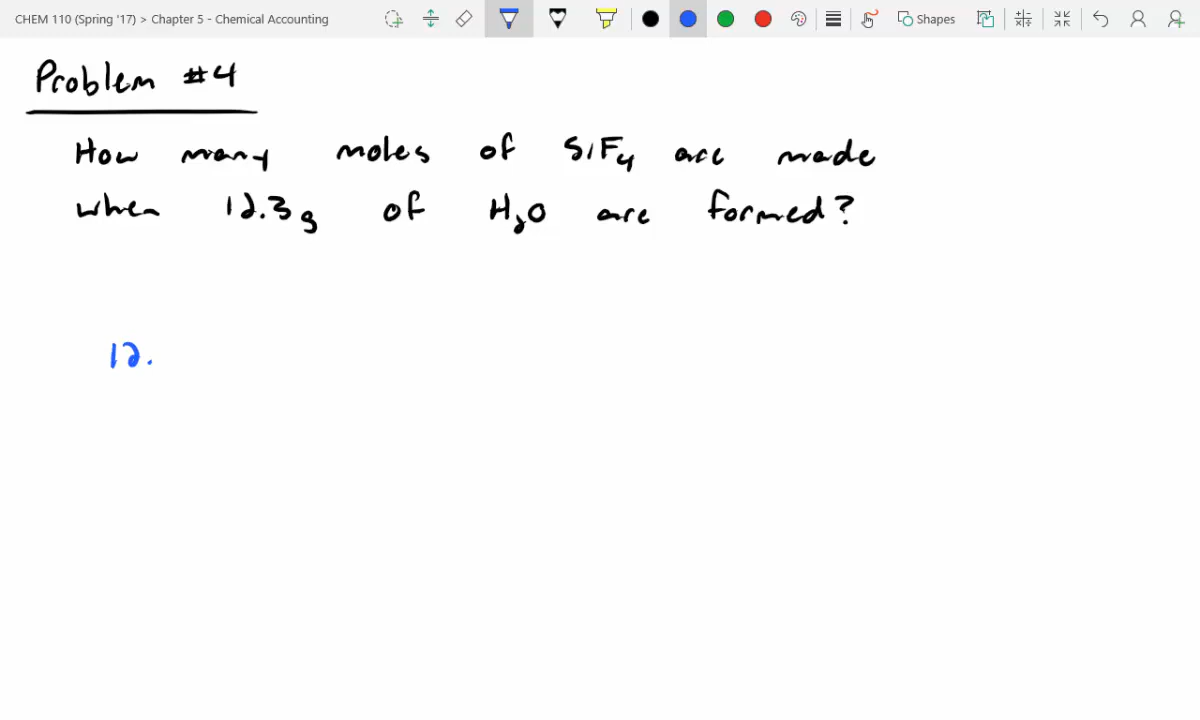 CHEM 110 (Spring '17) > Chapter 5 - Chemical Accounting
Shapes
Problem #4
How many moles of SiF4 are made
when 12.3g of H2O are formed?
12.